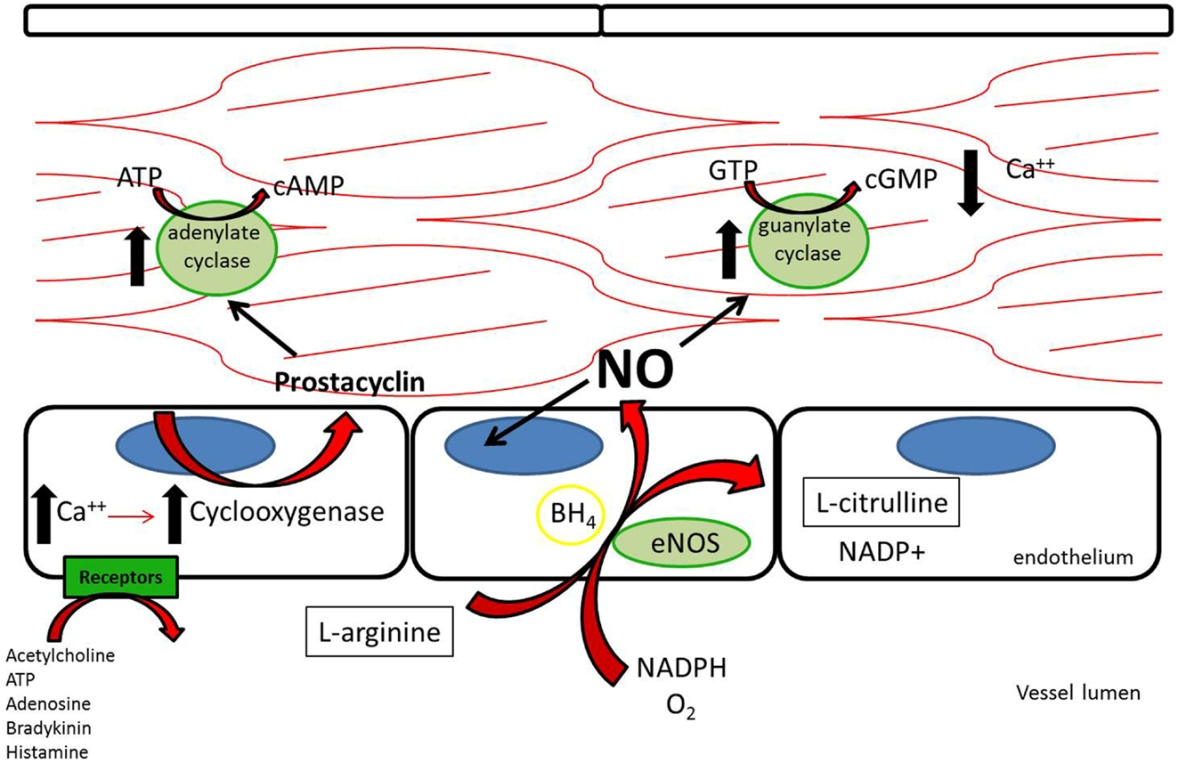 ATP
cAMP
adenylate
cyclase
GTP
cGMP
guanylate
cyclase
Ca++
Prostacyclin
NO
Ca++
Cyclooxygenase
Receptors
BH4
eNOS
L-citrulline
NADP+
endothelium
L-arginine
NADPH
O2
Acetylcholine
ATP
Adenosine
Bradykinin
Histamine
Vessel lumen